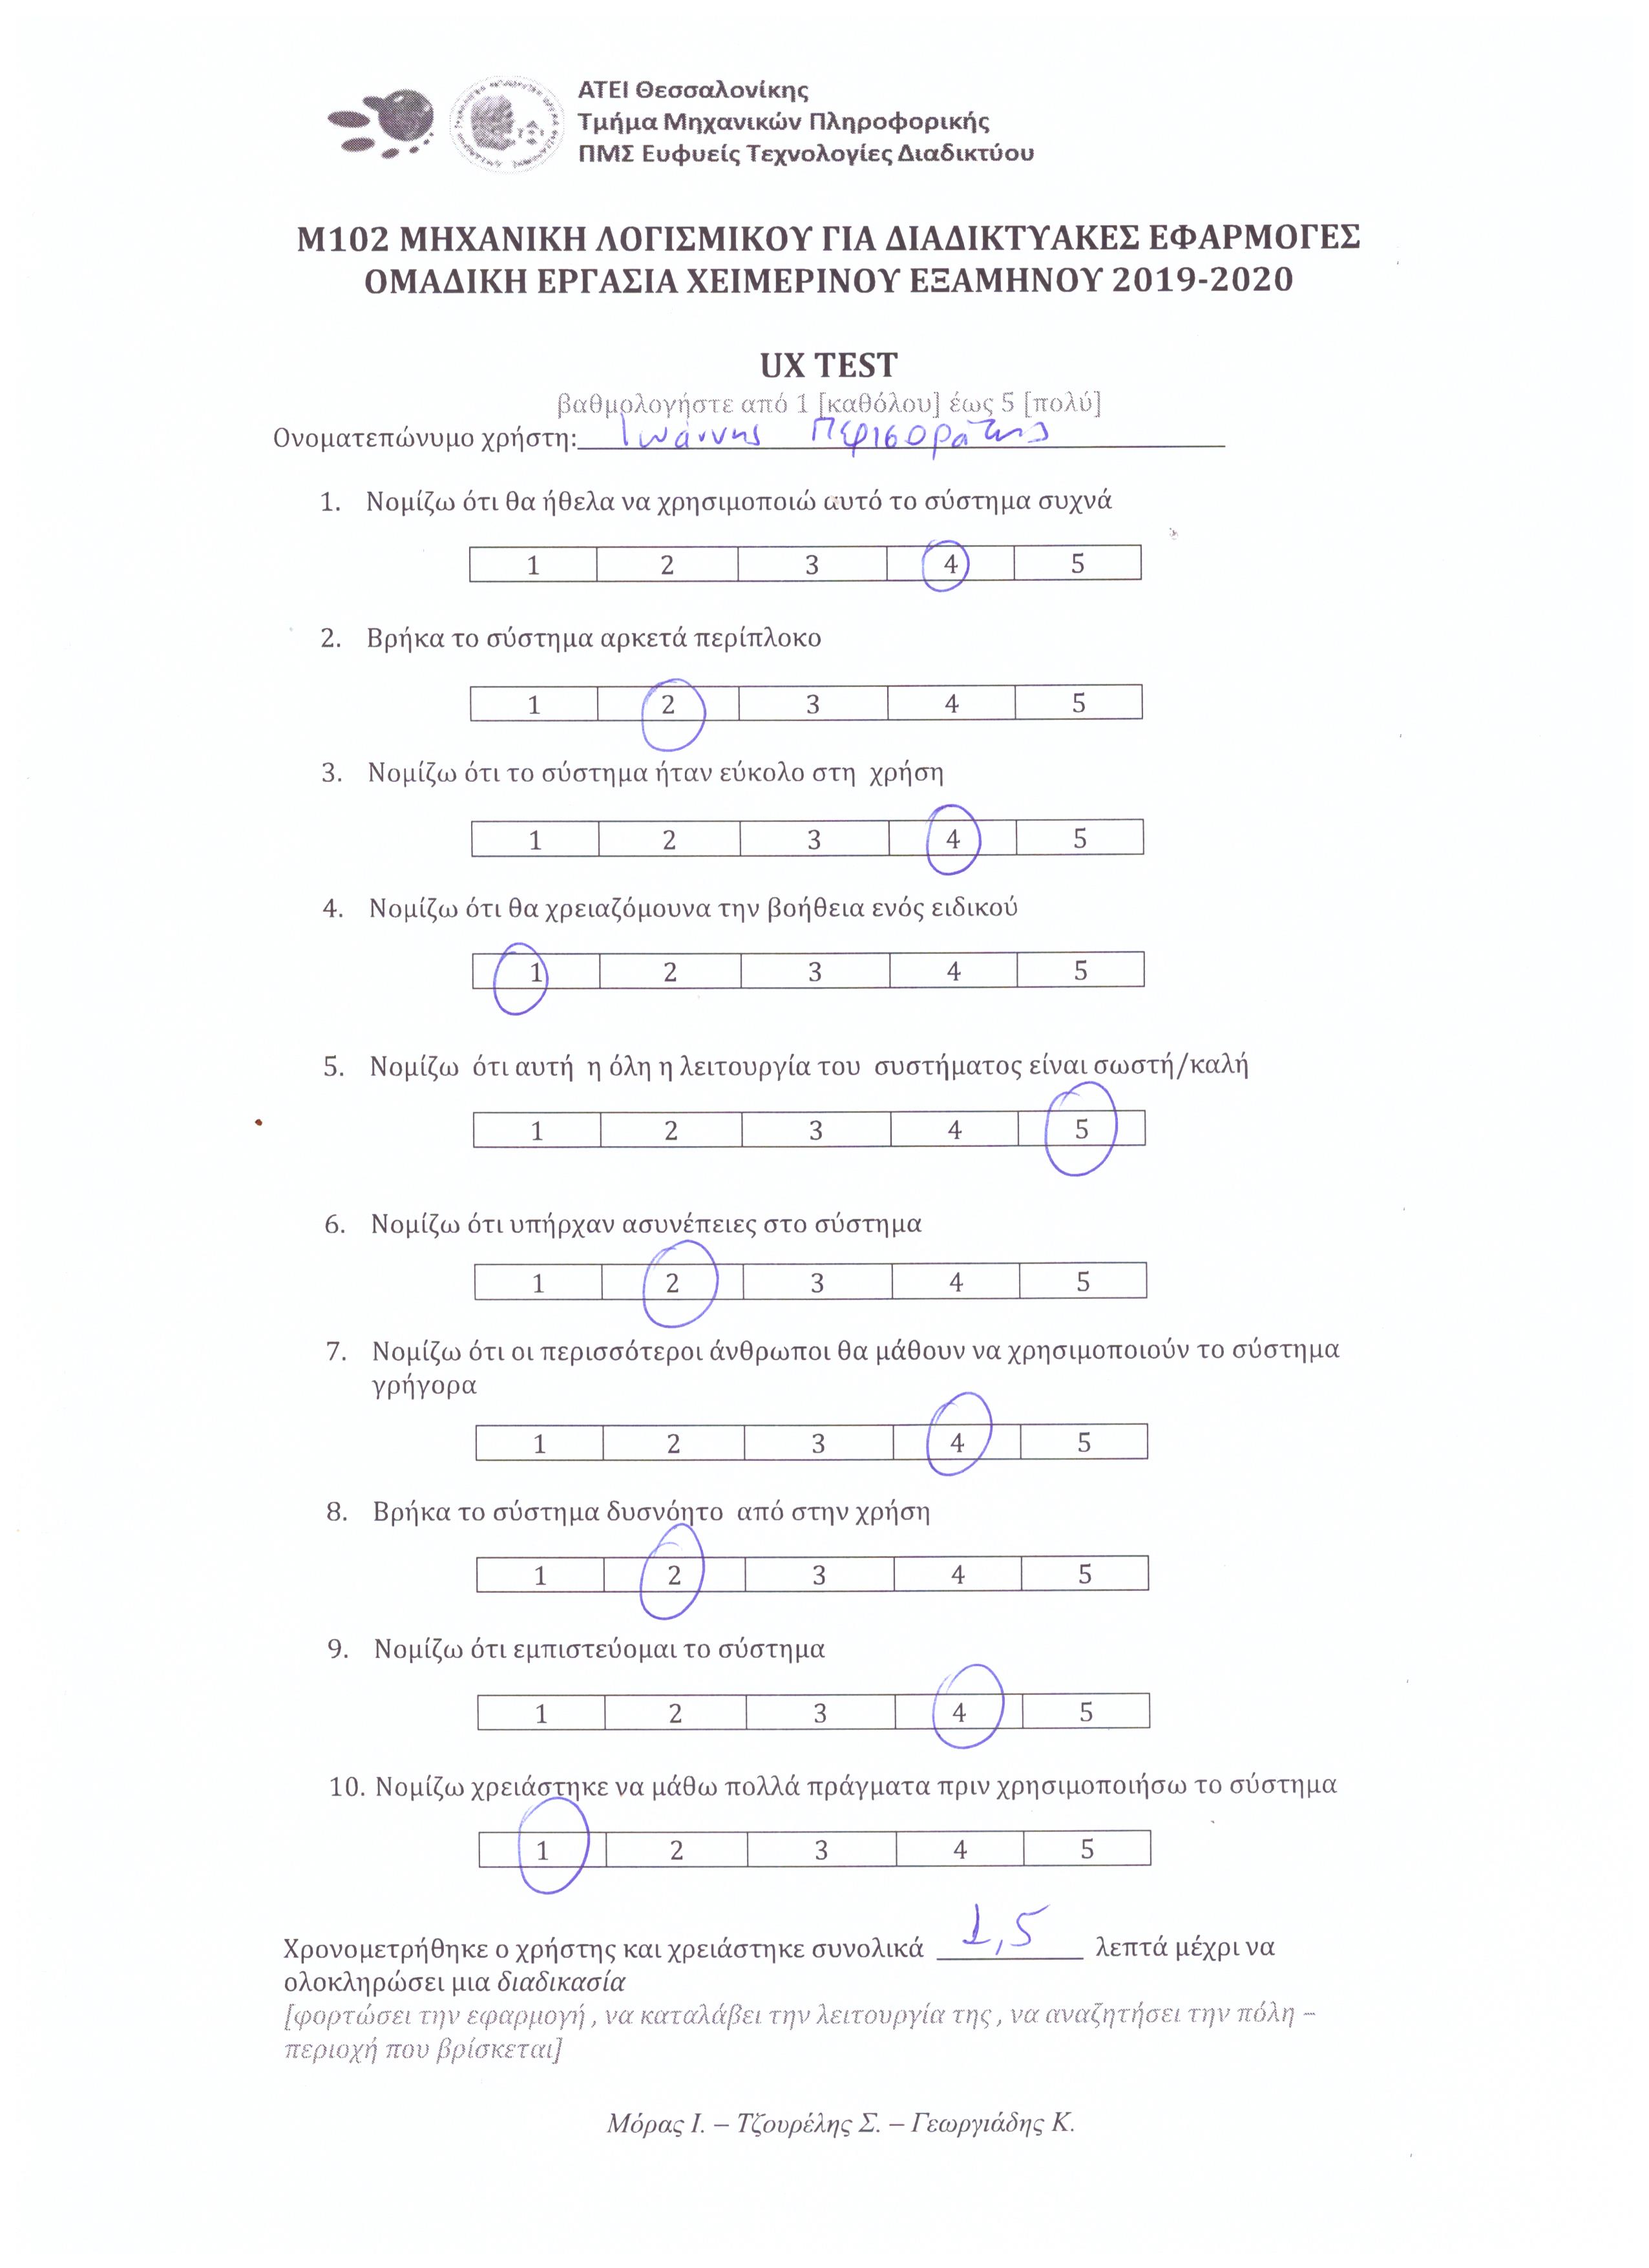 ΑΤΕΙ Θεσσαλονίκης
Τμήμα Μηχανικών Πληροφορικής
ΠΜΣ Ευφυείς Τεχνολογίες Διαδικτύου
Μ102 ΜΗΧΑΝΙΚΗ ΛΟΓΙΣΜΙΚΟΥ ΓΙΑ ΔΙΑΔΙΚΤΥΑΚΕΣ ΕΦΑΡΜΟΓΕΣ
ΟΜΑΔΙΚΗ ΕΡΓΑΣΙΑ ΧΕΙΜΕΡΙΝΟΥ ΕΞΑΜΗΝΟΥ 2019-2020
UX TEST
βαθμολογήστε από 1 [καθόλου] έως 5 [πολύ]
Ονοματεπώνυμο χρήστη: Ιωάννης Περισοράτης
1. Νομίζω ότι θα ήθελα να χρησιμοποιώ αυτό το σύστημα συχνά
1 2 3 4 5
2. Βρήκα το σύστημα αρκετά περίπλοκο
1 2 3 4 5
3. Νομίζω ότι το σύστημα ήταν εύκολο στη χρήση
1 2 3 4 5
4. Νομίζω ότι θα χρειαζόμουνα την βοήθεια ενός ειδικού
1 2 3 4 5
5. Νομίζω ότι αυτή η όλη η λειτουργία του συστήματος είναι σωστή/καλή
1 2 3 4 5
6. Νομίζω ότι υπήρχαν ασυνέπειες στο σύστημα
1 2 3 4 5
7. Νομίζω ότι οι περισσότεροι άνθρωποι θα μάθουν να χρησιμοποιούν το σύστημα
γρήγορα
1 2 3 4 5
8. Βρήκα το σύστημα δυσνόητο από στην χρήση
1 2 3 4 5
9. Νομίζω ότι εμπιστεύομαι το σύστημα
1 2 3 4 5
10. Νομίζω χρειάστηκε να μάθω πολλά πράγματα πριν χρησιμοποιήσω το σύστημα
1 2 3 4 5
Χρονομετρήθηκε ο χρήστης και χρειάστηκε συνολικά 1,5 λεπτά μέχρι να
ολοκληρώσει μια διαδικασία
[φορτώσει την εφαρμογή , να καταλάβει την λειτουργία της , να αναζητήσει την πόλη –
περιοχή που βρίσκεται]
Μόρας Ι. – Τζουρέλης Σ. – Γεωργιάδης Κ.